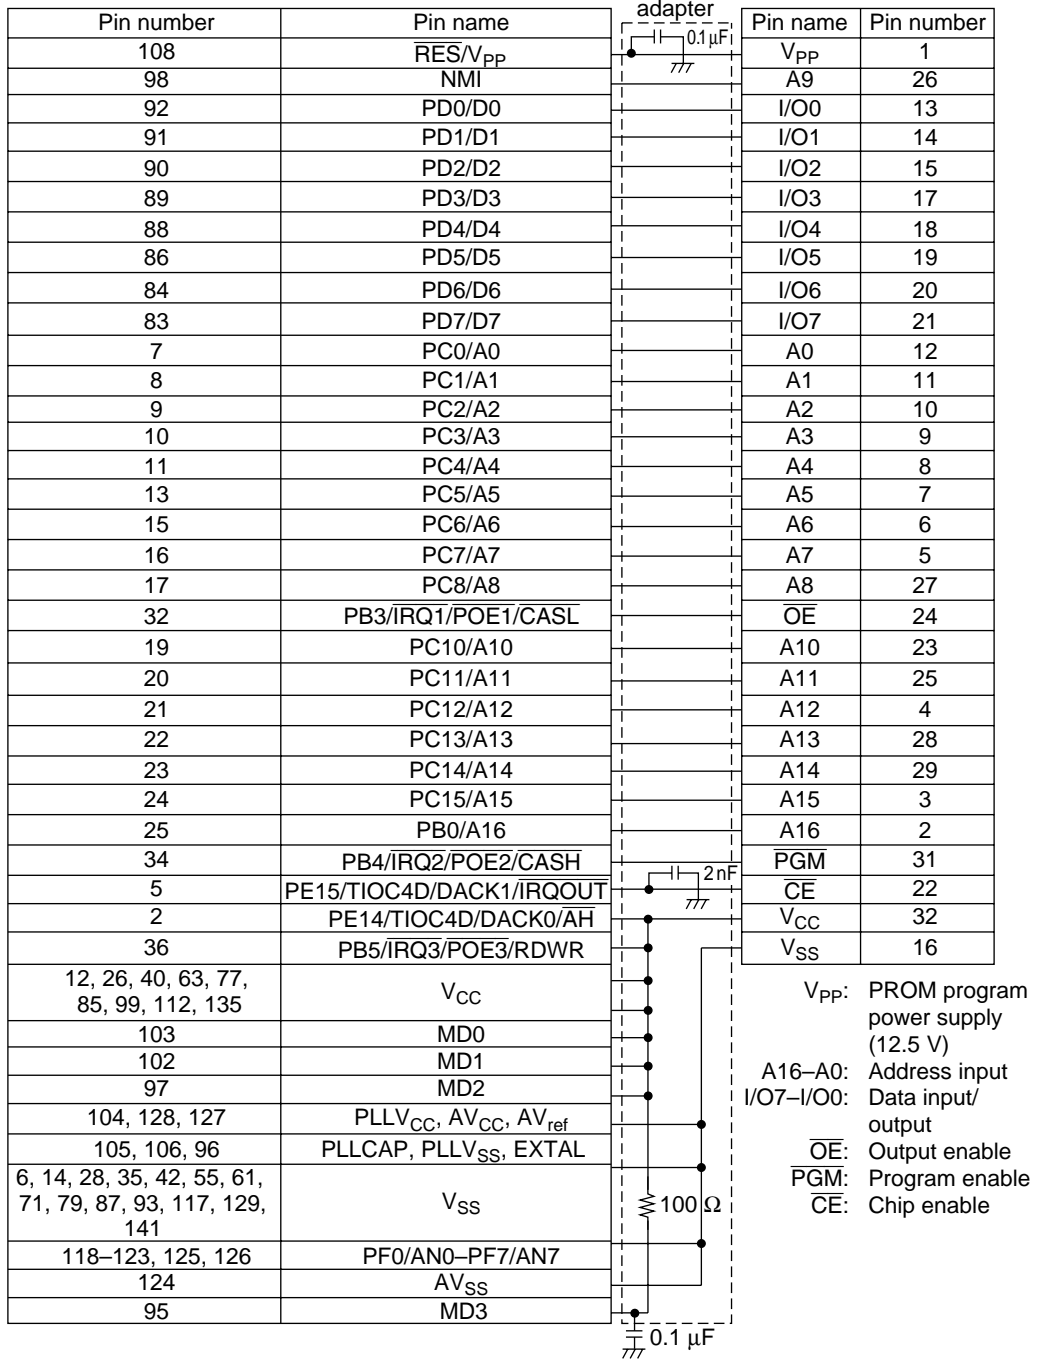 adapter
Pin number Pin name Pin name Pin number
108 RES/VPP 0.1 μF VPP 1
98 NMI A9 26
92 PD0/D0 I/O0 13
91 PD1/D1 I/O1 14
90 PD2/D2 I/O2 15
89 PD3/D3 I/O3 17
88 PD4/D4 I/O4 18
86 PD5/D5 I/O5 19
84 PD6/D6 I/O6 20
83 PD7/D7 I/O7 21
7 PC0/A0 A0 12
8 PC1/A1 A1 11
9 PC2/A2 A2 10
10 PC3/A3 A3 9
11 PC4/A4 A4 8
13 PC5/A5 A5 7
15 PC6/A6 A6 6
16 PC7/A7 A7 5
17 PC8/A8 A8 27
32 PB3/IRQ1/POE1/CASL OE 24
19 PC10/A10 A10 23
20 PC11/A11 A11 25
21 PC12/A12 A12 4
22 PC13/A13 A13 28
23 PC14/A14 A14 29
24 PC15/A15 A15 3
25 PB0/A16 A16 2
34 PB4/IRQ2/POE2/CASH PGM 31
5 PE15/TIOC4D/DACK1/IRQOUT 2 nF CE 22
2 PE14/TIOC4D/DACK0/AH VCC 32
36 PB5/IRQ3/POE3/RDWR VSS 16
12, 26, 40, 63, 77,
85, 99, 112, 135 VCC
103 MD0
102 MD1
97 MD2
104, 128, 127 PLLVCC, AVCC, AVref
105, 106, 96 PLLCAP, PLLVSS, EXTAL
6, 14, 28, 35, 42, 55, 61,
71, 79, 87, 93, 117, 129,
141 VSS
100 Ω
118–123, 125, 126 PF0/AN0–PF7/AN7
124 AVSS
95 MD3
0.1 μF
VPP: PROM program
power supply
(12.5 V)
A16–A0: Address input
I/O7–I/O0: Data input/
output
OE: Output enable
PGM: Program enable
CE: Chip enable